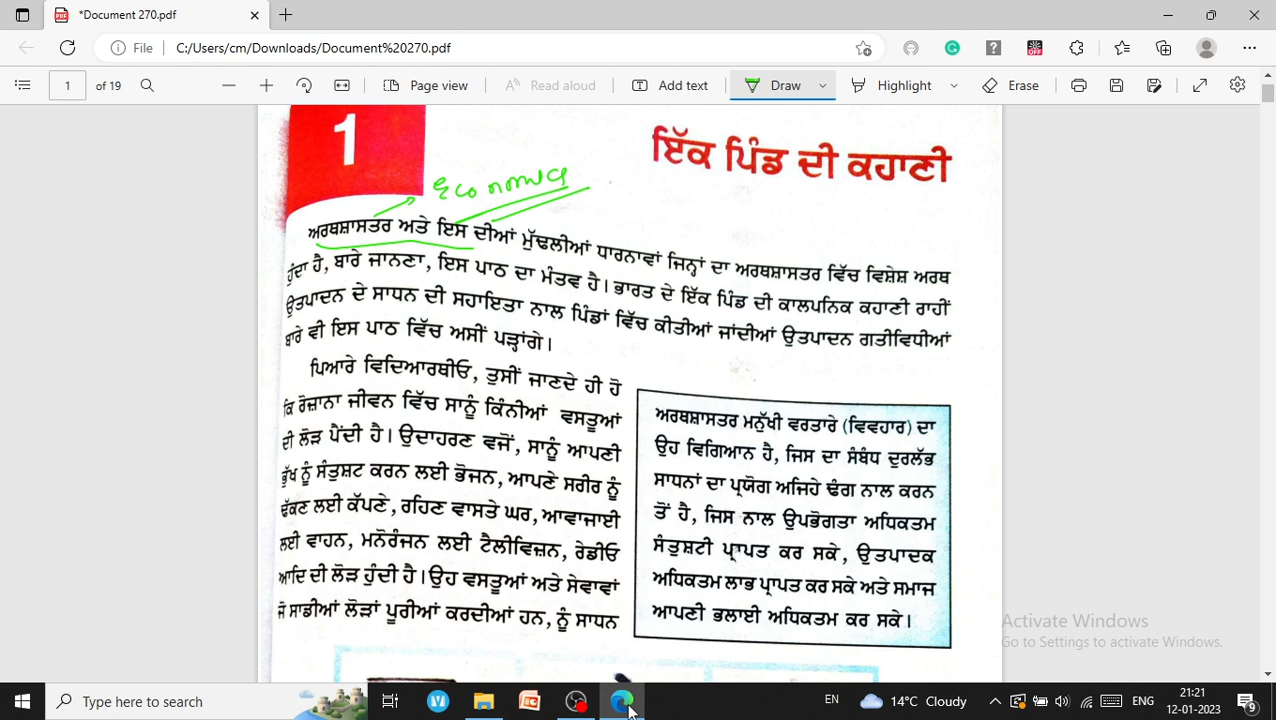 *Document 270.pdf
File
C:/Users/cm/Downloads/Document%20270.pdf
1 of 19
Page view
Read aloud
Add text
Draw
Highlight
Erase
1
ਇੱਕ ਪਿੰਡ ਦੀ ਕਹਾਣੀ
Economics
ਅਰਥਸ਼ਾਸਤਰ ਅਤੇ ਇਸ ਦੀਆਂ ਮੁੱਢਲੀਆਂ ਧਾਰਨਾਵਾਂ ਜਿਨ੍ਹਾਂ ਦਾ ਅਰਥਸ਼ਾਸਤਰ ਵਿੱਚ ਵਿਸ਼ੇਸ਼ ਅਰਥ
ਹੁੰਦਾ ਹੈ, ਬਾਰੇ ਜਾਨਣਾ, ਇਸ ਪਾਠ ਦਾ ਮੰਤਵ ਹੈ। ਭਾਰਤ ਦੇ ਇੱਕ ਪਿੰਡ ਦੀ ਕਾਲਪਨਿਕ ਕਹਾਣੀ ਰਾਹੀਂ
ਉਤਪਾਦਨ ਦੇ ਸਾਧਨ ਦੀ ਸਹਾਇਤਾ ਨਾਲ ਪਿੰਡਾਂ ਵਿੱਚ ਕੀਤੀਆਂ ਜਾਂਦੀਆਂ ਉਤਪਾਦਨ ਗਤੀਵਿਧੀਆਂ
ਬਾਰੇ ਵੀ ਇਸ ਪਾਠ ਵਿੱਚ ਅਸੀਂ ਪੜ੍ਹਾਂਗੇ।
ਪਿਆਰੇ ਵਿਦਿਆਰਥੀਓ, ਤੁਸੀਂ ਜਾਣਦੇ ਹੀ ਹੋ
ਕਿ ਰੋਜ਼ਾਨਾ ਜੀਵਨ ਵਿੱਚ ਸਾਨੂੰ ਕਿੰਨੀਆਂ ਵਸਤੂਆਂ
ਦੀ ਲੋੜ ਪੈਂਦੀ ਹੈ। ਉਦਾਹਰਣ ਵਜੋਂ, ਸਾਨੂੰ ਆਪਣੀ
ਭੁੱਖ ਨੂੰ ਸੰਤੁਸ਼ਟ ਕਰਨ ਲਈ ਭੋਜਨ, ਆਪਣੇ ਸਰੀਰ ਨੂੰ
ਢੱਕਣ ਲਈ ਕੱਪਣੇ, ਰਹਿਣ ਵਾਸਤੇ ਘਰ, ਆਵਾਜਾਈ
ਲਈ ਵਾਹਨ, ਮਨੋਰੰਜਨ ਲਈ ਟੈਲੀਵਿਜ਼ਨ, ਰੇਡੀਓ
ਆਦਿ ਦੀ ਲੋੜ ਹੁੰਦੀ ਹੈ। ਉਹ ਵਸਤੂਆਂ ਅਤੇ ਸੇਵਾਵਾਂ
ਜੋ ਸਾਡੀਆਂ ਲੋੜਾਂ ਪੂਰੀਆਂ ਕਰਦੀਆਂ ਹਨ, ਨੂੰ ਸਾਧਨ
ਅਰਥਸ਼ਾਸਤਰ ਮਨੁੱਖੀ ਵਰਤਾਰੇ (ਵਿਵਹਾਰ) ਦਾ
ਉਹ ਵਿਗਿਆਨ ਹੈ, ਜਿਸ ਦਾ ਸੰਬੰਧ ਦੁਰਲੱਭ
ਸਾਧਨਾਂ ਦਾ ਪ੍ਰਯੋਗ ਅਜਿਹੇ ਢੰਗ ਨਾਲ ਕਰਨ
ਤੋਂ ਹੈ, ਜਿਸ ਨਾਲ ਉਪਭੋਗਤਾ ਅਧਿਕਤਮ
ਸੰਤੁਸ਼ਟੀ ਪ੍ਰਾਪਤ ਕਰ ਸਕੇ, ਉਤਪਾਦਕ
ਅਧਿਕਤਮ ਲਾਭ ਪ੍ਰਾਪਤ ਕਰ ਸਕੇ ਅਤੇ ਸਮਾਜ
ਆਪਣੀ ਭਲਾਈ ਅਧਿਕਤਮ ਕਰ ਸਕੇ।
Activate Windows
Go to Settings to activate Windows.
Type here to search
EN
14°C Cloudy
ENG
21:21
12-01-2023
9